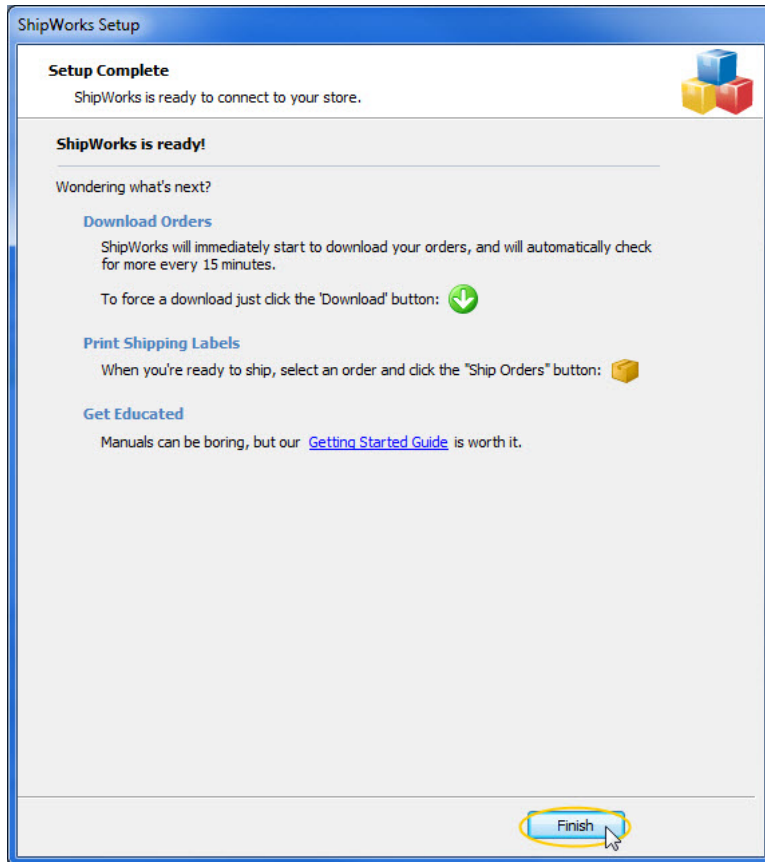 ShipWorks Setup
Setup Complete
ShipWorks is ready to connect to your store.
ShipWorks is ready!
Wondering what's next?
Download Orders
ShipWorks will immediately start to download your orders, and will automatically check
for more every 15 minutes.
To force a download just click the 'Download' button:
Print Shipping Labels
When you're ready to ship, select an order and click the "Ship Orders" button:
Get Educated
Manuals can be boring, but our Getting Started Guide is worth it.
Finish